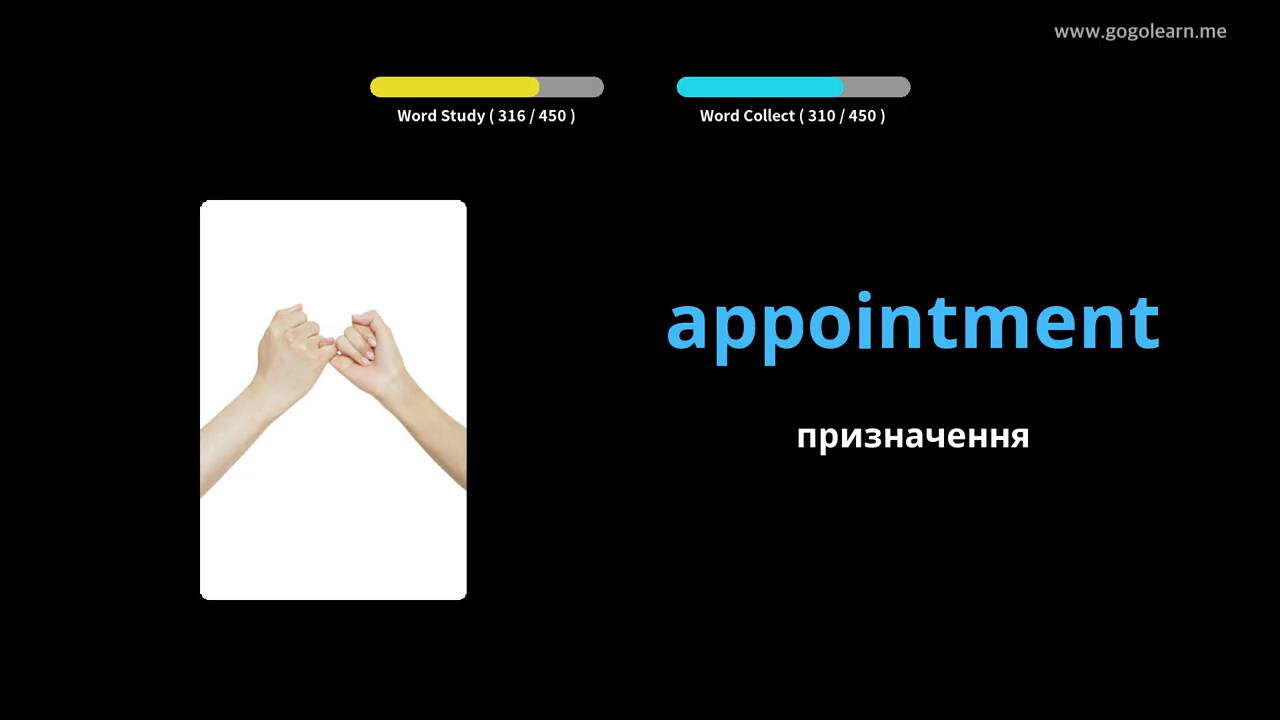 www.gogolearn.me
Word Study ( 316 / 450 )
Word Collect ( 310 / 450 )
appointment
призначення